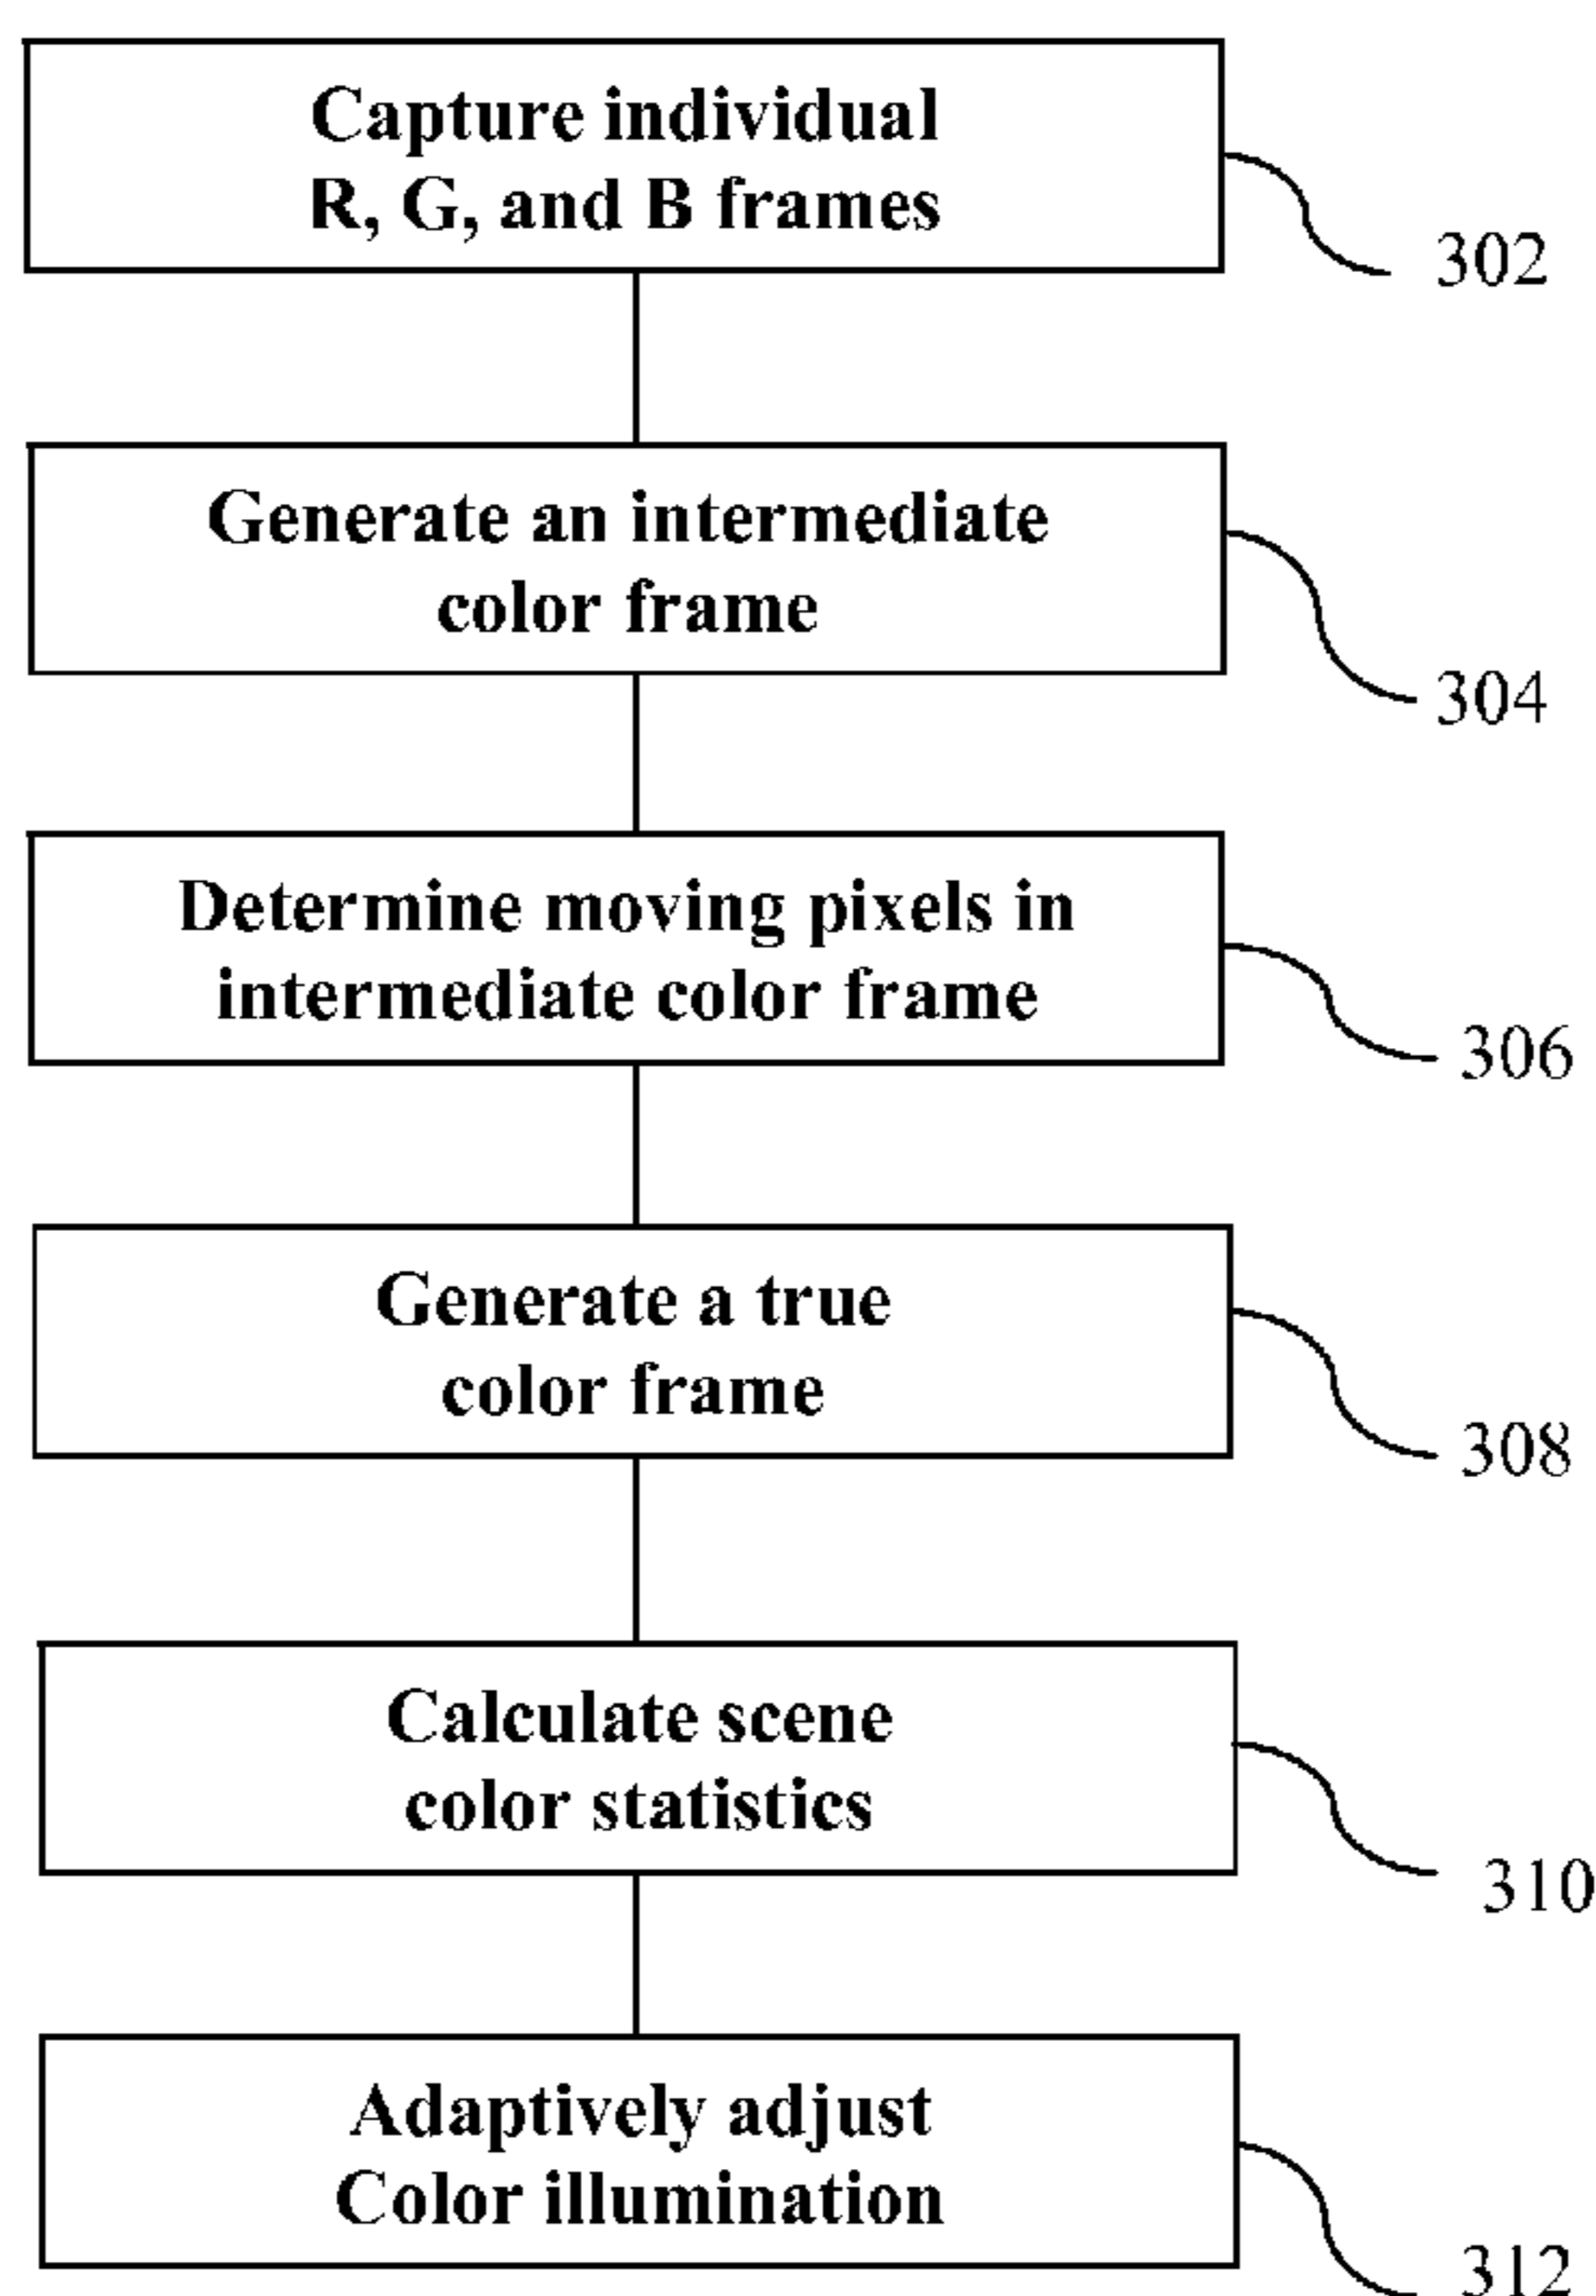 Capture individual
R, G, and B frames
302
Generate an intermediate
color frame
304
Determine moving pixels in
intermediate color frame
306
Generate a true
color frame
308
Calculate scene
color statistics
310
Adaptively adjust
Color illumination
312